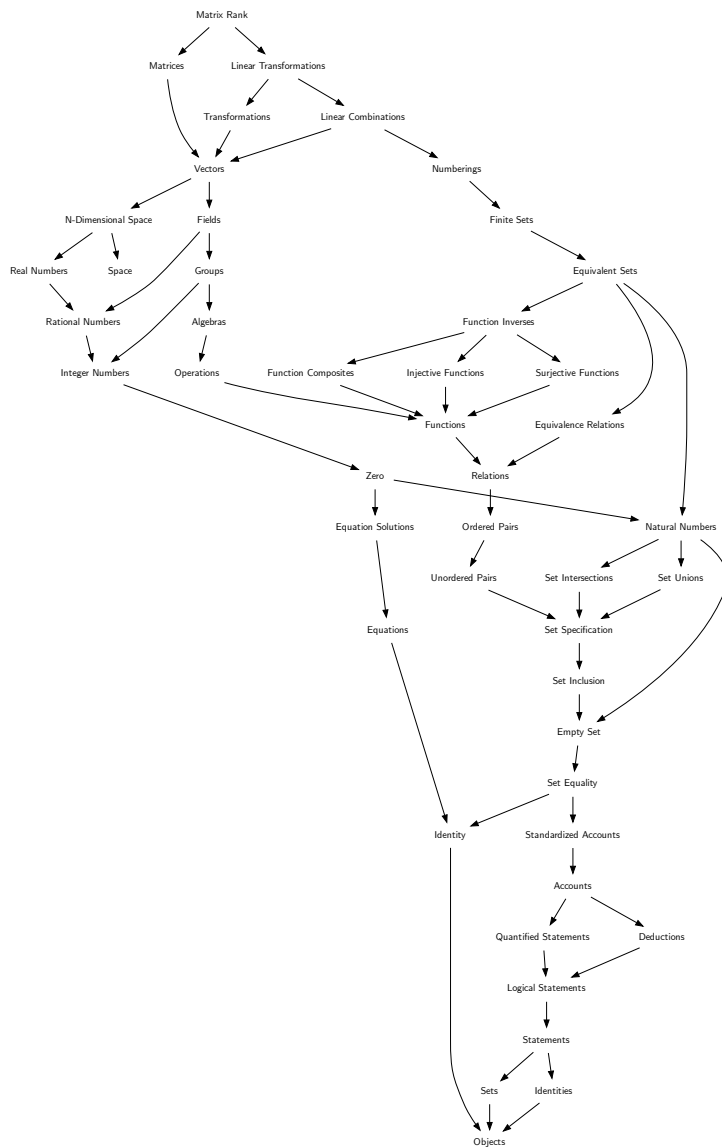 Matrix Rank
Matrices Linear Transformations
Transformations Linear Combinations
Vectors Numberings
N-Dimensional Space Fields Finite Sets
Real Numbers Space Groups Equivalent Sets
Rational Numbers Algebras Function Inverses
Integer Numbers Operations Function Composites Injective Functions Surjective Functions
Functions Equivalence Relations
Zero Relations
Equation Solutions Ordered Pairs Natural Numbers
Unordered Pairs Set Intersections Set Unions
Equations Set Specification
Set Inclusion
Empty Set
Set Equality
Identity Standardized Accounts
Accounts
Quantified Statements Deductions
Logical Statements
Statements
Sets Identities
Objects